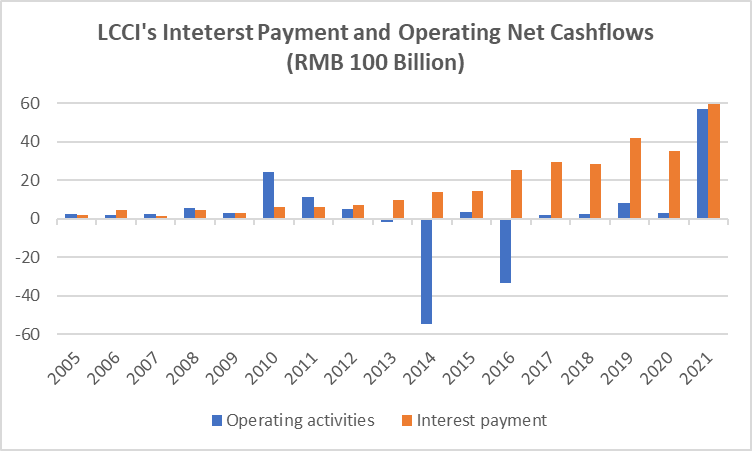 LCCI's Inteterst Payment and Operating Net Cashflows
(RMB 100 Billion)
60
40
20
0
-20
-40
-60
2005 2006 2007 2008 2009 2010 2011 2012 2013 2014 2015 2016 2017 2018 2019 2020 2021
Operating activities Interest payment